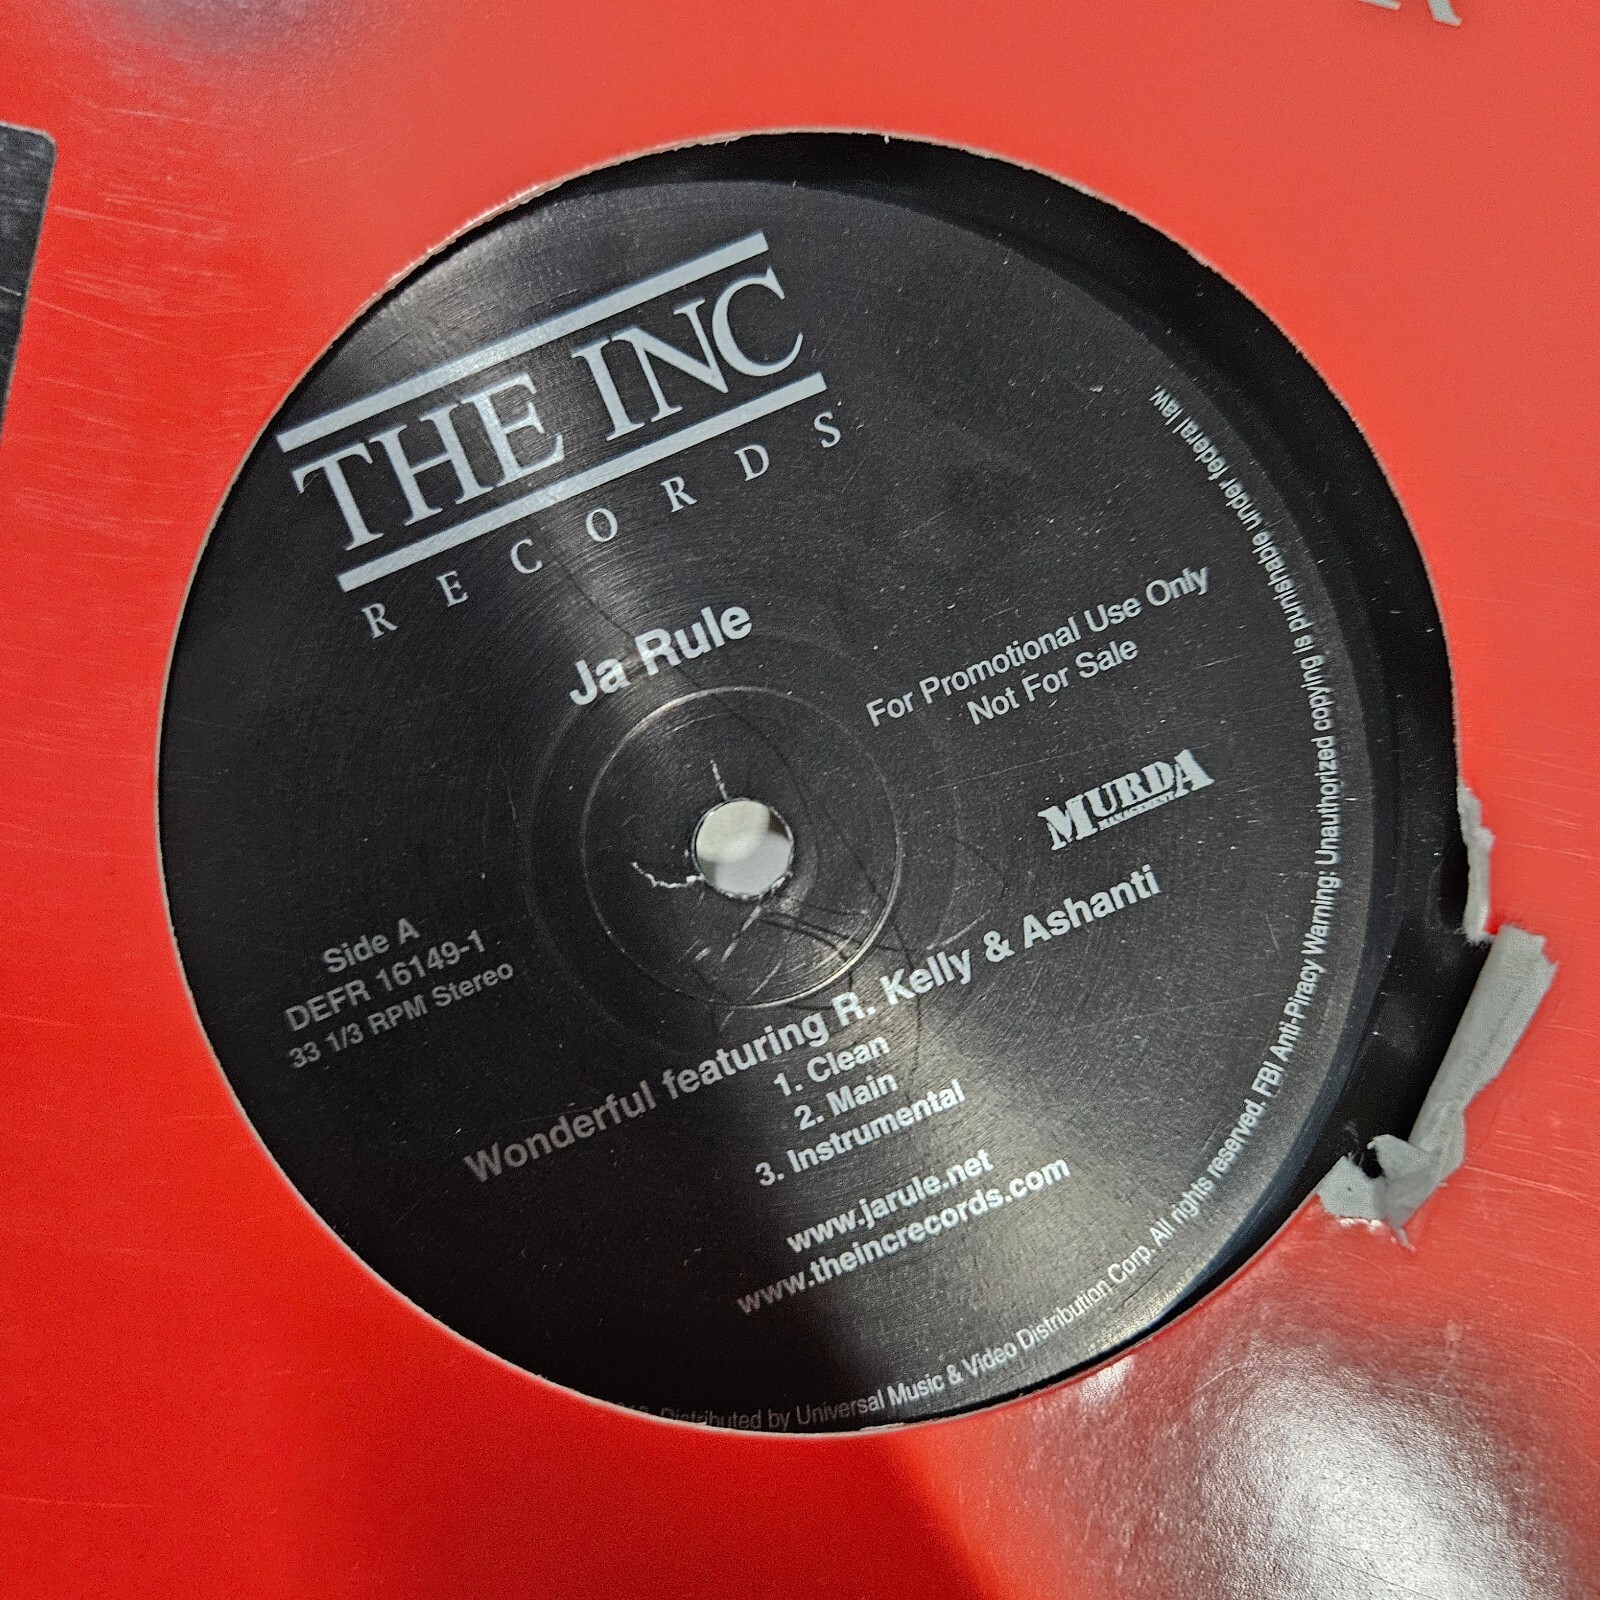 THE INC
RECORDS
Ja Rule
For Promotional Use Only
Not For Sale
MURDA
MANAGEMENT
Side A
DEFR 16149-1
33 1/3 RPM Stereo
Wonderful featuring R. Kelly & Ashanti
1. Clean
2. Main
3. Instrumental
www.jarule.net
www.theincrecords.com
Distributed by Universal Music & Video Distribution Corp. All rights reserved. FBI Anti-Piracy Warning: Unauthorized copying is punishable under federal law.